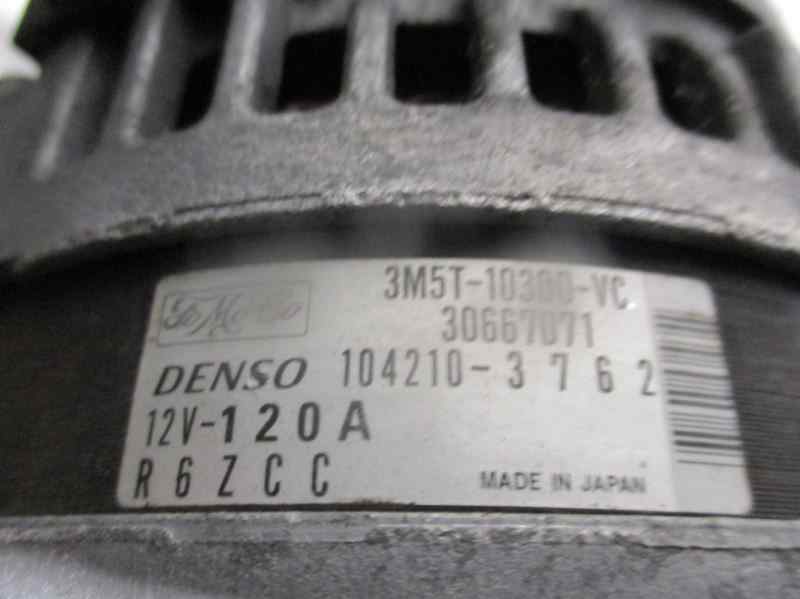 3M5T-10300-VC
30667071
DENSO 104210-3762
12V-120A
R6ZCC
MADE IN JAPAN